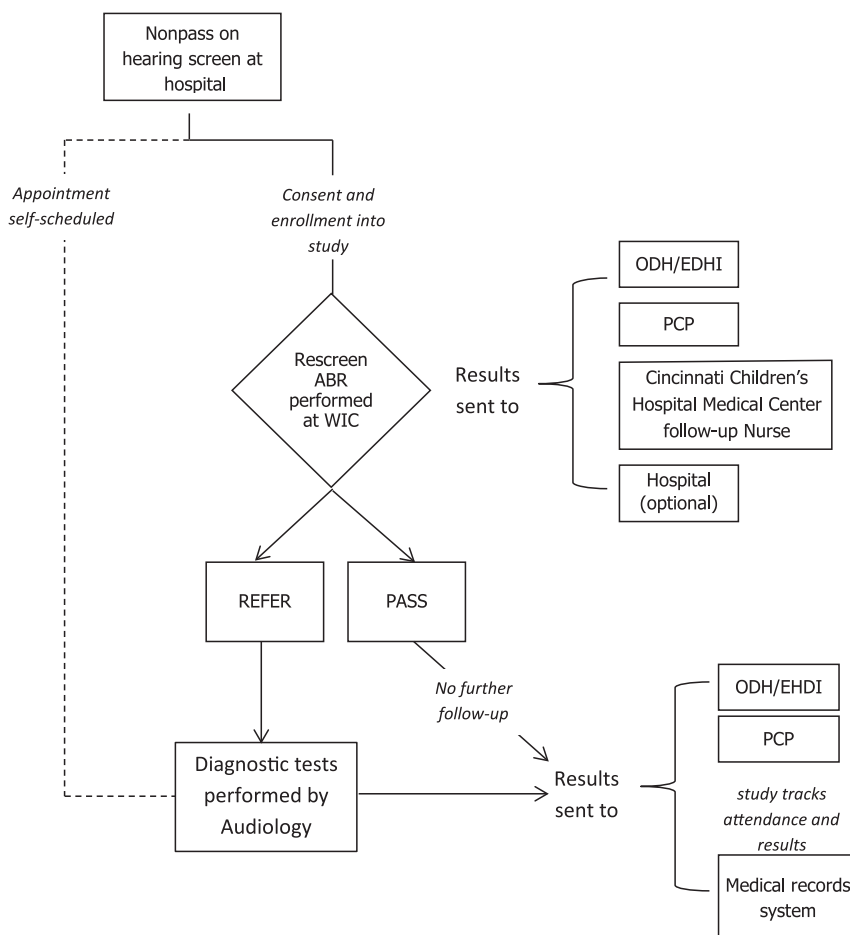 Nonpass on
hearing screen at
hospital
Appointment
self-scheduled
Consent and
enrollment into
study
Rescreen
ABR
performed
at WIC
Results
sent to
ODH/EDHI
PCP
Cincinnati Children’s
Hospital Medical Center
follow-up Nurse
Hospital
(optional)
REFER
PASS
No further
follow-up
Diagnostic tests
performed by
Audiology
Results
sent to
ODH/EHDI
PCP
study tracks
attendance and
results
Medical records
system